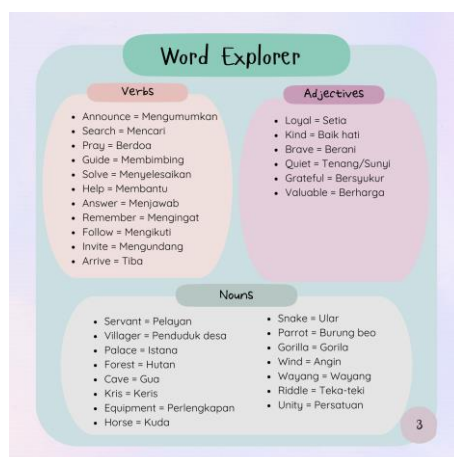 Word Explorer
Verbs
• Announce = Mengumumkan
• Search = Mencari
• Pray = Berdoa
• Guide = Membimbing
• Solve = Menyelesaikan
• Help = Membantu
• Answer = Menjawab
• Remember = Mengingat
• Follow = Mengikuti
• Invite = Mengundang
• Arrive = Tiba
Adjectives
• Loyal = Setia
• Kind = Baik hati
• Brave = Berani
• Quiet = Tenang/Sunyi
• Grateful = Bersyukur
• Valuable = Berharga
Nouns
• Servant = Pelayan
• Villager = Penduduk desa
• Palace = Istana
• Forest = Hutan
• Cave = Gua
• Kris = Keris
• Equipment = Perlengkapan
• Horse = Kuda
• Snake = Ular
• Parrot = Burung beo
• Gorilla = Gorila
• Wind = Angin
• Wayang = Wayang
• Riddle = Teka-teki
• Unity = Persatuan
3